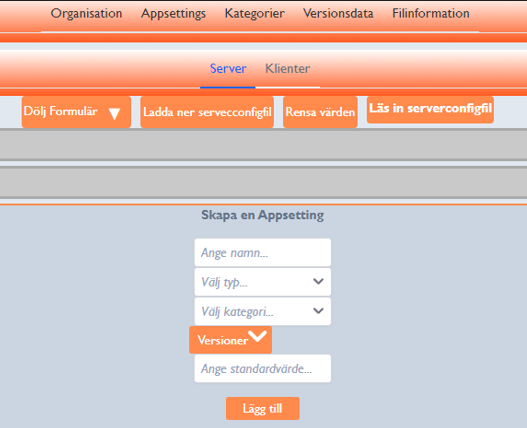 Organisation Appsettings Kategorier Versionsdata Filinformation
Server Klienter
Dölj Formulär Ladda ner servecconfigfil Rensa värden Läs in serverconfigfil
Skapa en Appsetting
Ange namn...
Välj typ...
Välj kategori...
Versioner
Ange standardvärde...
Lägg till